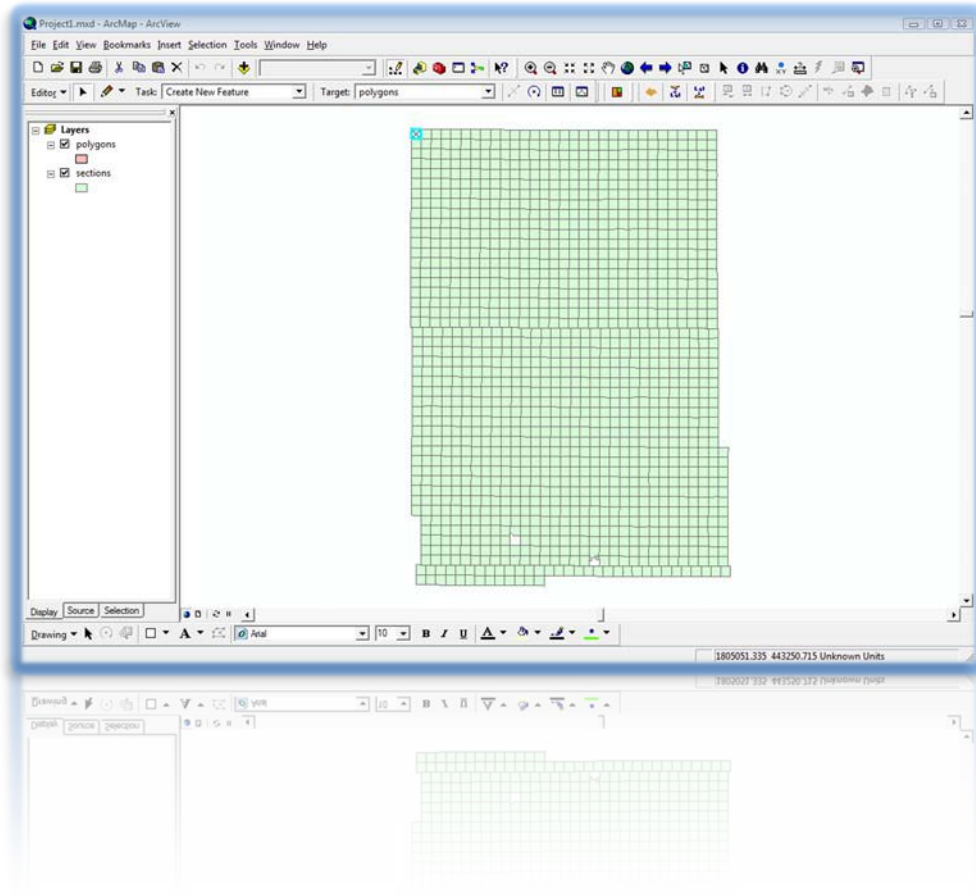 Project1.mxd - ArcMap - ArcView
File Edit View Bookmarks Insert Selection Tools Window Help
Editor Task: Create New Feature Target: polygons
Layers
polygons
sections
Display Source Selection
Drawing A Arial 10 B I U A
1805051.335 443250.715 Unknown Units